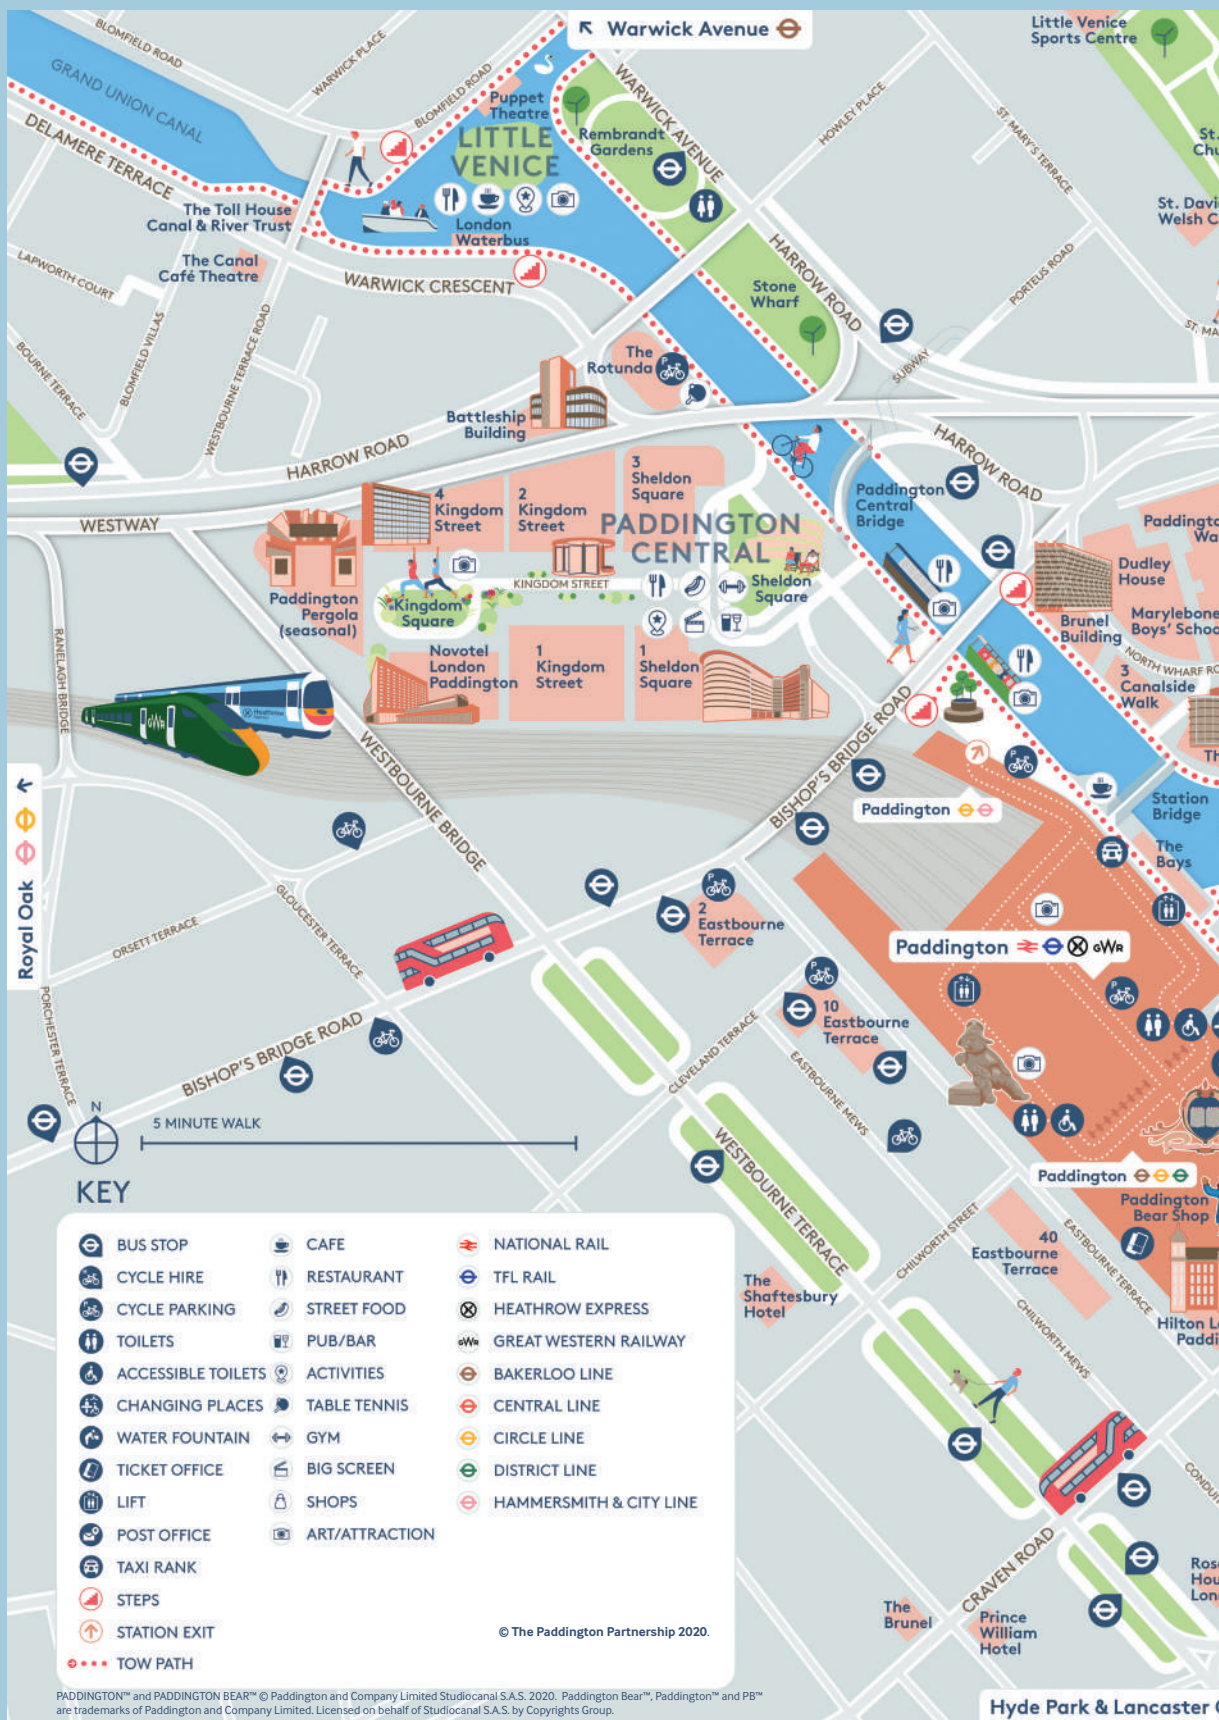 Warwick Avenue
Little Venice
Sports Centre
BLOMFIELD ROAD
WARWICK PLACE
GRAND UNION CANAL
BLOMFIELD ROAD
Puppet
Theatre
WARWICK AVENUE
HOWLEY PLACE
ST. MARY'S TERRACE
DELAMERE TERRACE
LITTLE
VENICE
Rembrandt
Gardens
St.
The Toll House
Canal & River Trust
London
Waterbus
Welsh
The Canal
Café Theatre
LAPWORTH COURT
WARWICK CRESCENT
HARROW ROAD
Stone
Wharf
PORTEUS ROAD
BOURNE TERRACE
BLOMFIELD VILLAS
WESTBOURNE TERRACE ROAD
ST.
The
Rotunda
P
SUBWAY
Battleship
Building
HARROW ROAD
HARROW ROAD
3
Sheldon
Square
4
Kingdom
Street
2
Kingdom
Street
Paddington
Central
Bridge
WESTWAY
PADDINGTON
CENTRAL
Dudley
House
KINGDOM STREET
Sheldon
Square
Paddington
Pergola
(seasonal)
Kingdom
Square
Brunel
Building
Marylebone
Boys'
RANELAGH BRIDGE
Novotel
London
Paddington
1
Kingdom
Street
1
Sheldon
Square
NORTH WHARF
3
Canalside
Walk
GWR
Heathrow
Express
WESTBOURNE BRIDGE
BISHOP'S BRIDGE ROAD
P
Paddington
Station
Bridge
The
Bays
Royal Oak
GLOUCESTER TERRACE
ORSETT TERRACE
P
2
Eastbourne
Terrace
Paddington GWR
P
P
10
Eastbourne
Terrace
PORCHESTER TERRACE
BISHOP'S BRIDGE ROAD
CLEVELAND TERRACE
EASTBOURNE MEWS
N
5 MINUTE WALK
WESTBOURNE TERRACE
Paddington
Paddington
Bear Shop
CHILWORTH STREET
40
Eastbourne
Terrace
EASTBOURNE TERRACE
The
Shaftesbury
Hotel
CHILWORTH MEWS
Hilton
KEY
BUS STOP
CYCLE HIRE
CYCLE PARKING
TOILETS
ACCESSIBLE TOILETS
CHANGING PLACES
WATER FOUNTAIN
TICKET OFFICE
LIFT
POST OFFICE
TAXI RANK
STEPS
STATION EXIT
TOW PATH
CAFE
RESTAURANT
STREET FOOD
PUB/BAR
ACTIVITIES
TABLE TENNIS
GYM
BIG SCREEN
SHOPS
ART/ATTRACTION
NATIONAL RAIL
TFL RAIL
HEATHROW EXPRESS
GWR GREAT WESTERN RAILWAY
BAKERLOO LINE
CENTRAL LINE
CIRCLE LINE
DISTRICT LINE
HAMMERSMITH & CITY LINE
© The Paddington Partnership 2020.
CRAVEN ROAD
The
Brunel
Prince
William
Hotel
PADDINGTON™ and PADDINGTON BEAR™ © Paddington and Company Limited Studiocanal S.A.S. 2020. Paddington Bear™, Paddington™ and PB™
are trademarks of Paddington and Company Limited. Licensed on behalf of Studiocanal S.A.S. by Copyrights Group.
Hyde Park & Lancaster